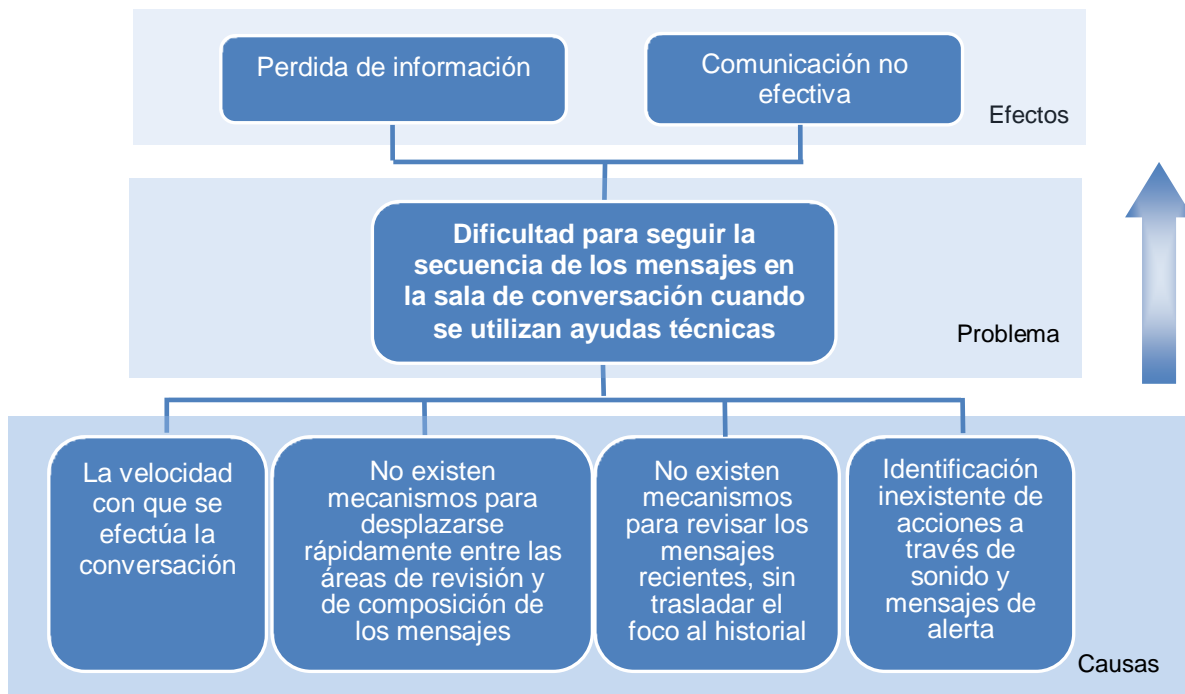 Perdida de información
Comunicación no
efectiva
Efectos
Dificultad para seguir la
secuencia de los mensajes en
la sala de conversación cuando
se utilizan ayudas técnicas
Problema
La velocidad
con que se
efectúa la
conversación
No existen
mecanismos para
desplazarse
rápidamente entre las
áreas de revisión y
de composición de
los mensajes
No existen
mecanismos
para revisar los
mensajes
recientes, sin
trasladar el
foco al historial
Identificación
inexistente de
acciones a
través de
sonido y
mensajes de
alerta
Causas